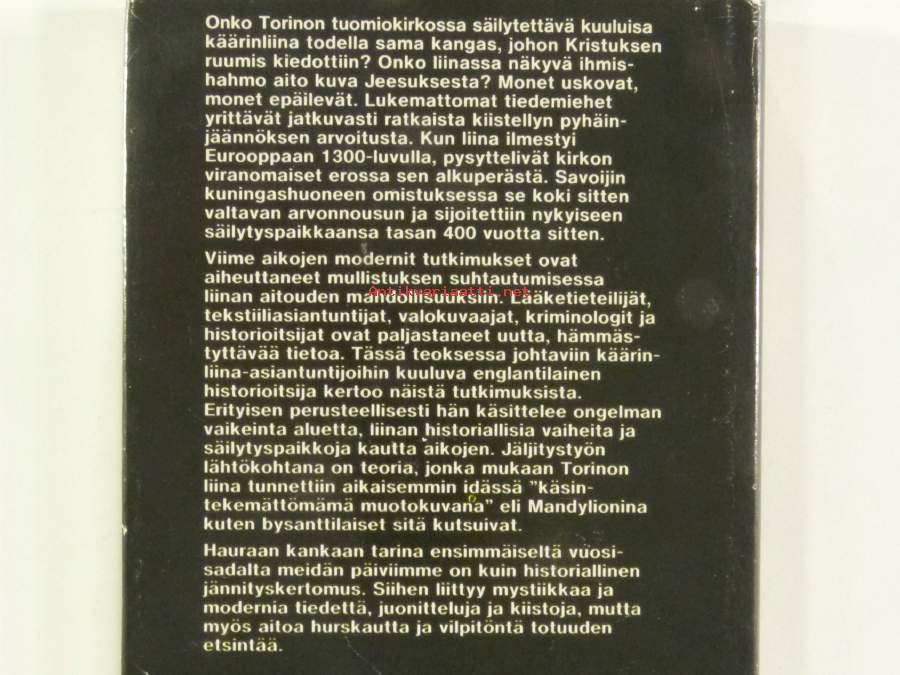 Onko Torinon tuomiokirkossa säilytettävä kuuluisa
käärinliina todella sama kangas, johon Kristuksen
ruumis kiedottiin? Onko liinassa näkyvä ihmis-
hahmo aito kuva Jeesuksesta? Monet uskovat,
monet epäilevät. Lukemattomat tiedemiehet
yrittävät jatkuvasti ratkaista kiistellyn pyhäin-
jäännöksen arvoitusta. Kun liina ilmestyi
Eurooppaan 1300-luvulla, pysyttelivät kirkon
viranomaiset erossa sen alkuperästä. Savoijin
kuningashuoneen omistuksessa se koki sitten
valtavan arvonnousun ja sijoitettiin nykyiseen
säilytyspaikkaansa tasan 400 vuotta sitten.
Viime aikojen modernit tutkimukset ovat
aiheuttaneet mullistuksen suhtautumisessa
liinan aitouden mahdollisuuksiin. Lääketieteilijät,
Antikvariaatti.net
tekstiiliasiantuntijat, valokuvaajat, kriminologit ja
historioitsijat ovat paljastaneet uutta, hämmäs-
tyttävää tietoa. Tässä teoksessa johtaviin käärin-
liina-asiantuntijoihin kuuluva englantilainen
historioitsija kertoo näistä tutkimuksista.
Erityisen perusteellisesti hän käsittelee ongelman
vaikeinta aluetta, liinan historiallisia vaiheita ja
säilytyspaikkoja kautta aikojen. Jäljitystyön
lähtökohtana on teoria, jonka mukaan Torinon
liina tunnettiin aikaisemmin idässä "käsin-
tekemättömämä muotokuvana" eli Mandylionina
kuten bysanttilaiset sitä kutsuivat.
Hauraan kankaan tarina ensimmäiseltä vuosi-
sadalta meidän päiviimme on kuin historiallinen
jännityskertomus. Siihen liittyy mystiikkaa ja
modernia tiedettä, juonitteluja ja kiistoja, mutta
myös aitoa hurskautta ja vilpitöntä totuuden
etsintää.